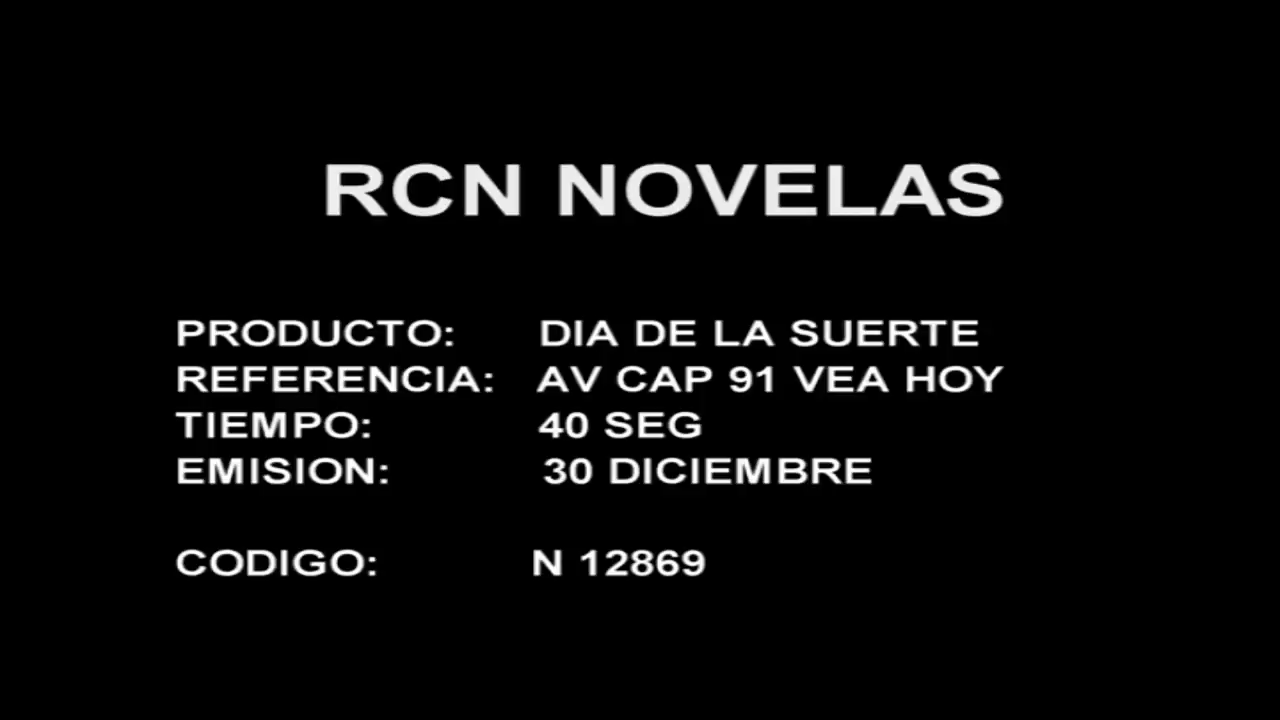 RCN NOVELAS
PRODUCTO: DIA DE LA SUERTE
REFERENCIA: AV CAP 91 VEA HOY
TIEMPO: 40 SEG
EMISION: 30 DICIEMBRE
CODIGO: N 12869